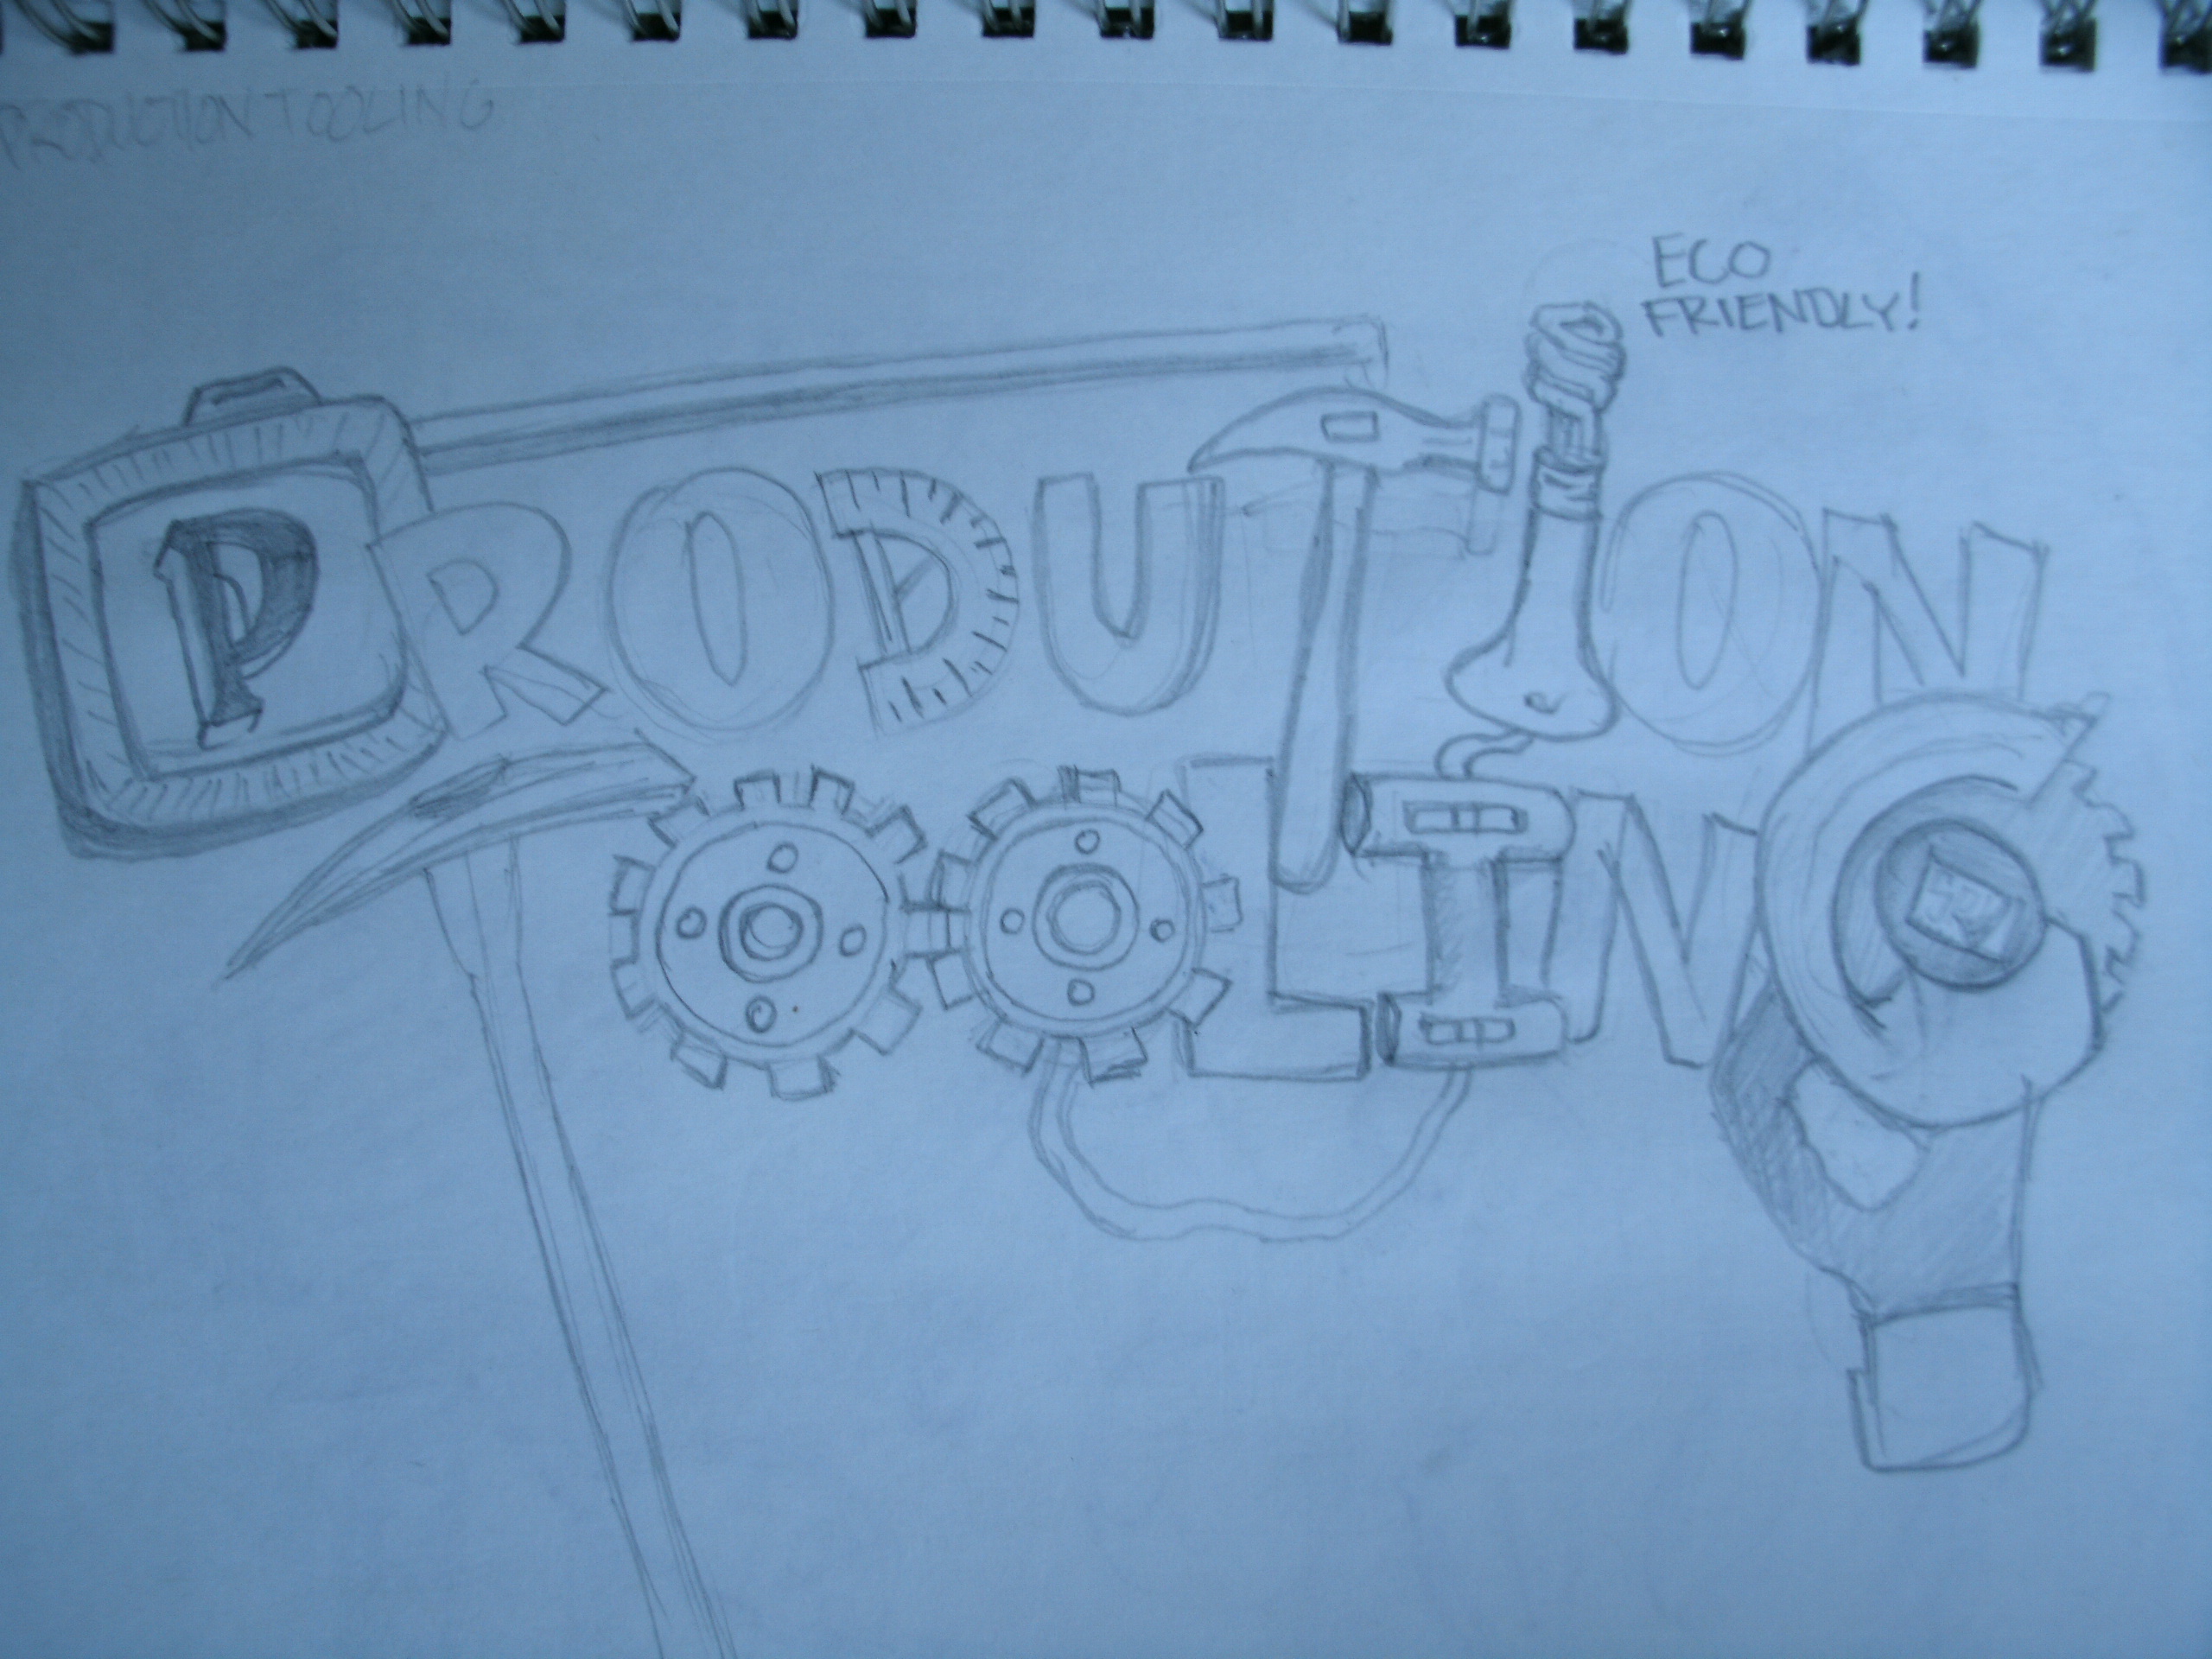 PRODUCTION TOOLING
ECO
FRIENDLY!
PRODUTION
TOOLING